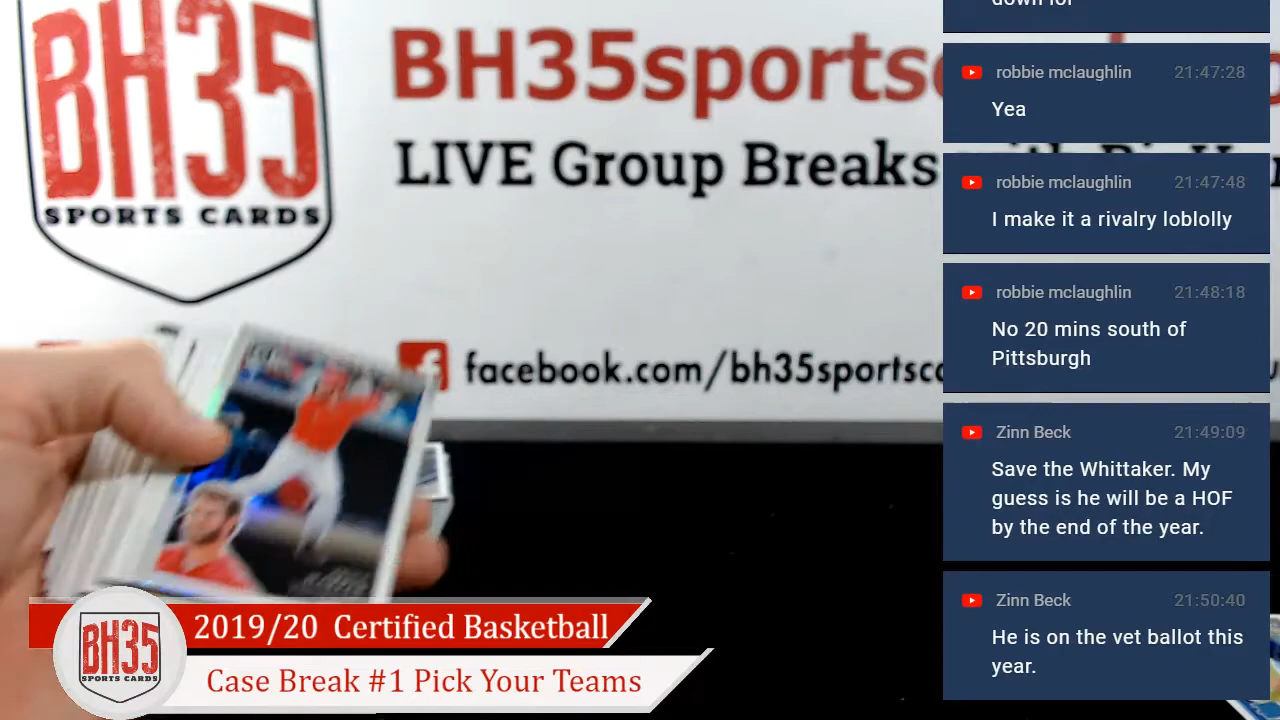 BH35
SPORTS CARDS
BH35sportsc
LIVE Group Breaks with
facebook.com/bh35sportsc
down for
robbie mclaughlin 21:47:28
Yea
robbie mclaughlin 21:47:48
I make it a rivalry loblolly
robbie mclaughlin 21:48:18
No 20 mins south of
Pittsburgh
Zinn Beck 21:49:09
Save the Whittaker. My
guess is he will be a HOF
by the end of the year.
Zinn Beck 21:50:40
He is on the vet ballot this
year.
BH35
SPORTS CARDS
2019/20 Certified Basketball
Case Break #1 Pick Your Teams